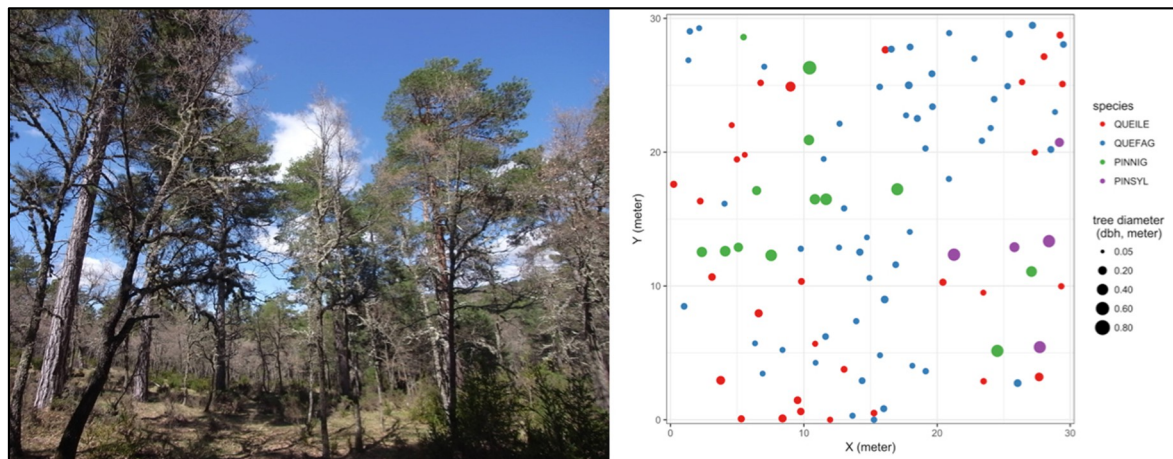 30
20
10
0
Y (meter)
0
10
20
30
X (meter)
species
QUEILE
QUEFAG
PINNIG
PINSYL
tree diameter
(dbh, meter)
0.05
0.20
0.40
0.60
0.80